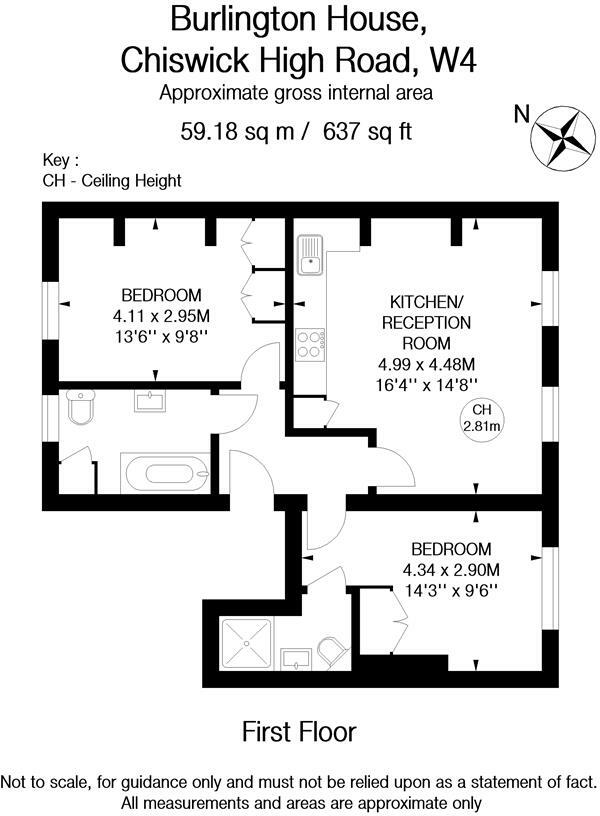 Burlington House,
Chiswick High Road, W4
Approximate gross internal area
59.18 sq m / 637 sq ft
N
Key :
CH - Ceiling Height
BEDROOM
4.11 x 2.95M
13'6'' x 9'8''
KITCHEN/
RECEPTION
ROOM
4.99 x 4.48M
16'4'' x 14'8''
CH
2.81m
BEDROOM
4.34 x 2.90M
14'3'' x 9'6''
First Floor
Not to scale, for guidance only and must not be relied upon as a statement of fact.
All measurements and areas are approximate only